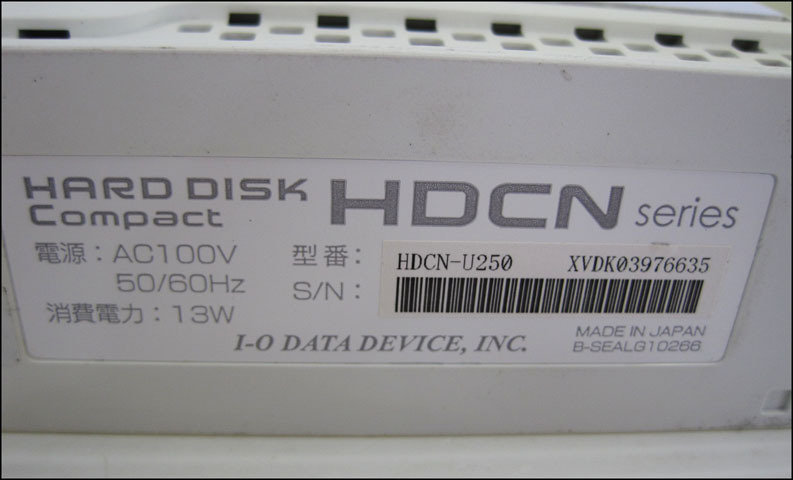 HARD DISK HDCN series
Compact
電源：AC100V
50/60Hz
消費電力：13W
型番：HDCN-U250 XVDK03976635
S/N：
I-O DATA DEVICE, INC.
MADE IN JAPAN
B-SEALG10266